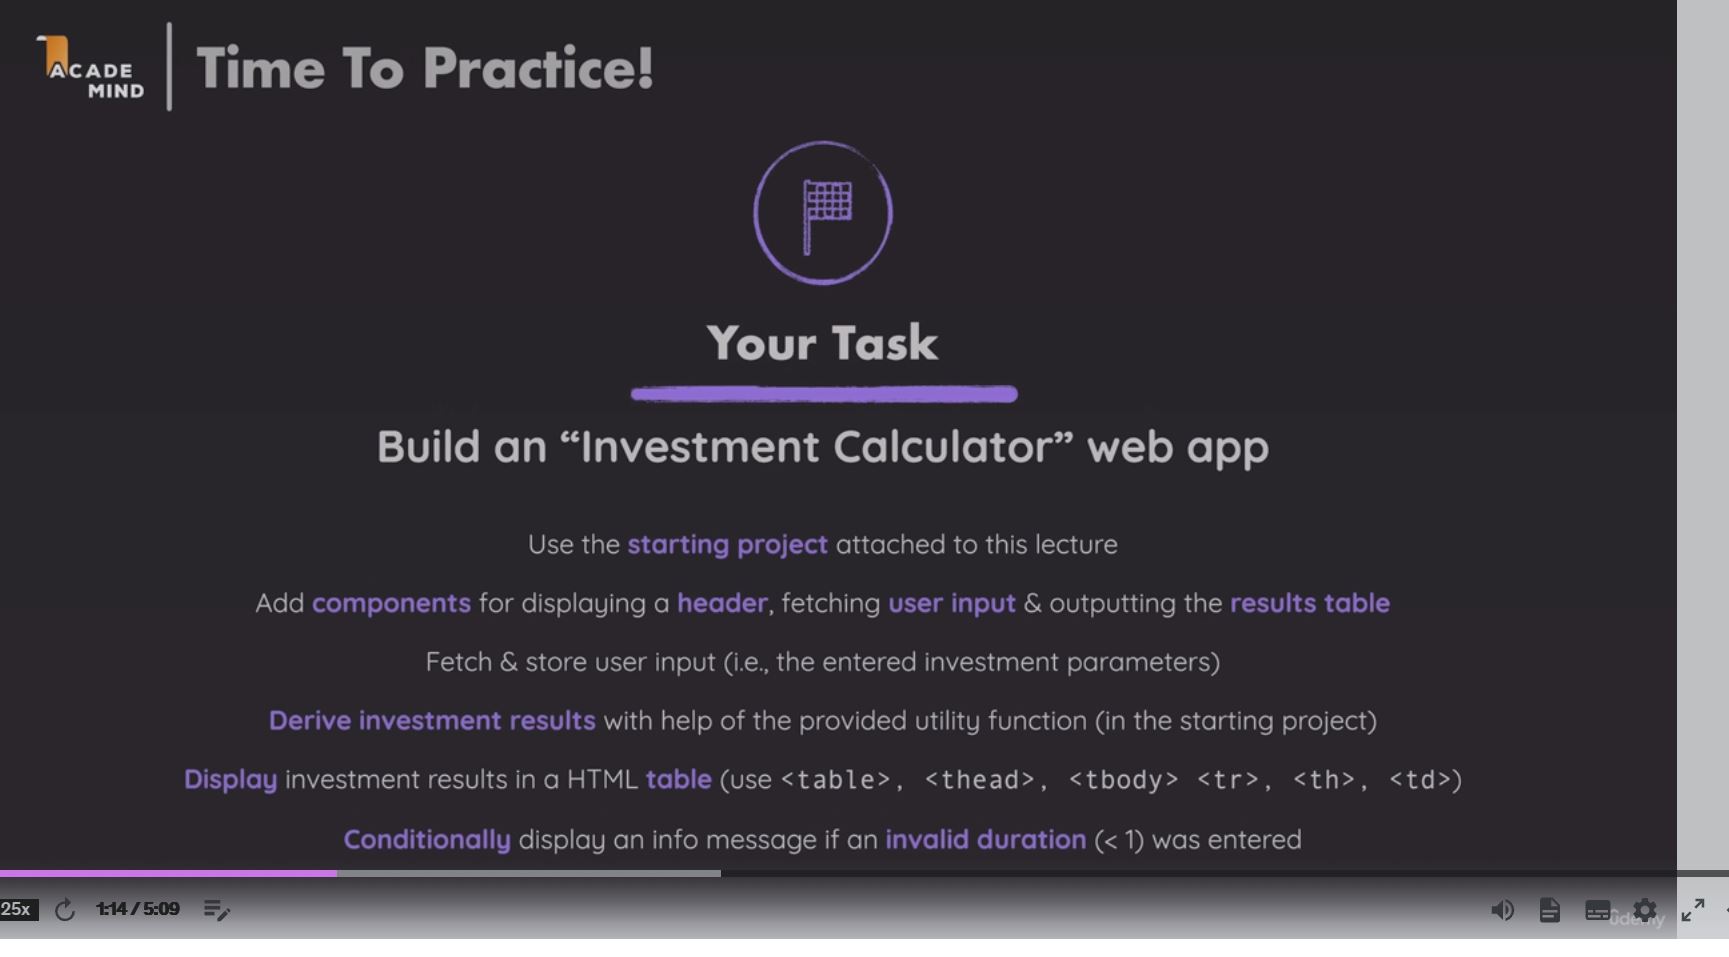 ACADE
MIND
Time To Practice!
Your Task
Build an “Investment Calculator” web app
Use the starting project attached to this lecture
Add components for displaying a header, fetching user input & outputting the results table
Fetch & store user input (i.e., the entered investment parameters)
Derive investment results with help of the provided utility function (in the starting project)
Display investment results in a HTML table (use <table>, <thead>, <tbody> <tr>, <th>, <td>)
Conditionally display an info message if an invalid duration (< 1) was entered
25x
1:14 / 5:09
ûdemy